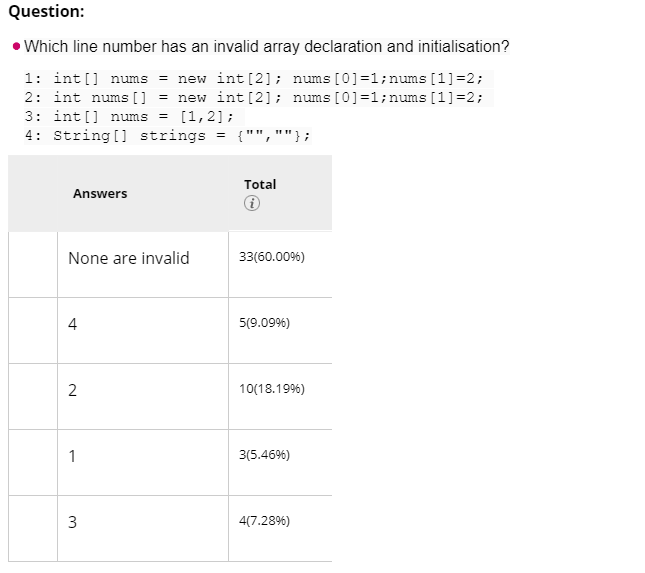 Question:
• Which line number has an invalid array declaration and initialisation?
1: int[] nums = new int[2]; nums[0]=1;nums[1]=2;
2: int nums[] = new int[2]; nums[0]=1;nums[1]=2;
3: int[] nums = [1,2];
4: String[] strings = {"",""};
Answers Total
i
None are invalid 33(60.00%)
4 5(9.09%)
2 10(18.19%)
1 3(5.46%)
3 4(7.28%)